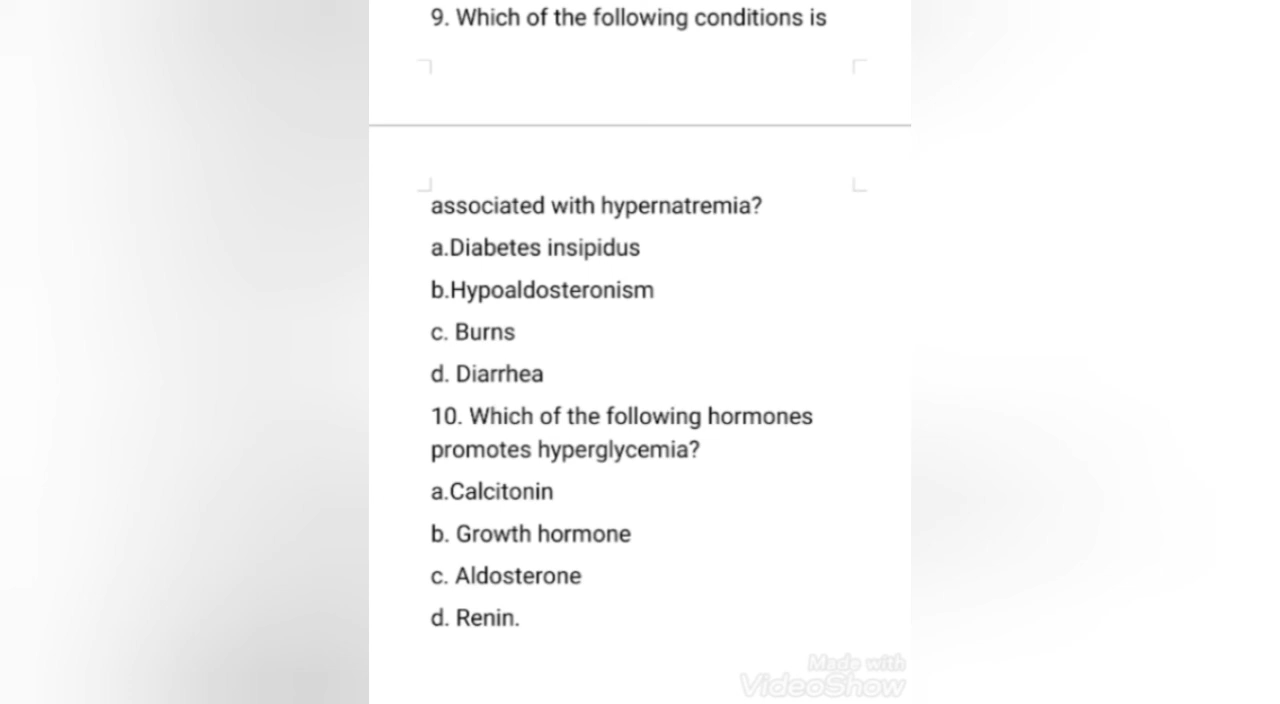 9. Which of the following conditions is
associated with hypernatremia?
a.Diabetes insipidus
b.Hypoaldosteronism
c. Burns
d. Diarrhea
10. Which of the following hormones
promotes hyperglycemia?
a.Calcitonin
b. Growth hormone
c. Aldosterone
d. Renin.
Made with
VideoShow